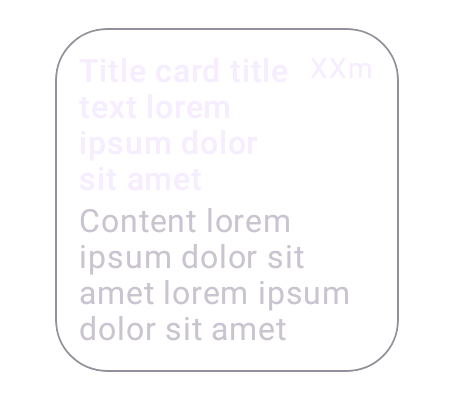 Title card title XXm
text lorem
ipsum dolor
sit amet
Content lorem
ipsum dolor sit
amet lorem ipsum
dolor sit amet